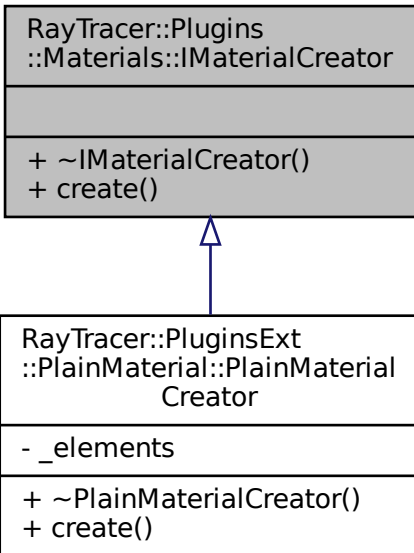 RayTracer::Plugins
::Materials::IMaterialCreator
+ ~IMaterialCreator()
+ create()
RayTracer::PluginsExt
::PlainMaterial::PlainMaterial
Creator
- _elements
+ ~PlainMaterialCreator()
+ create()